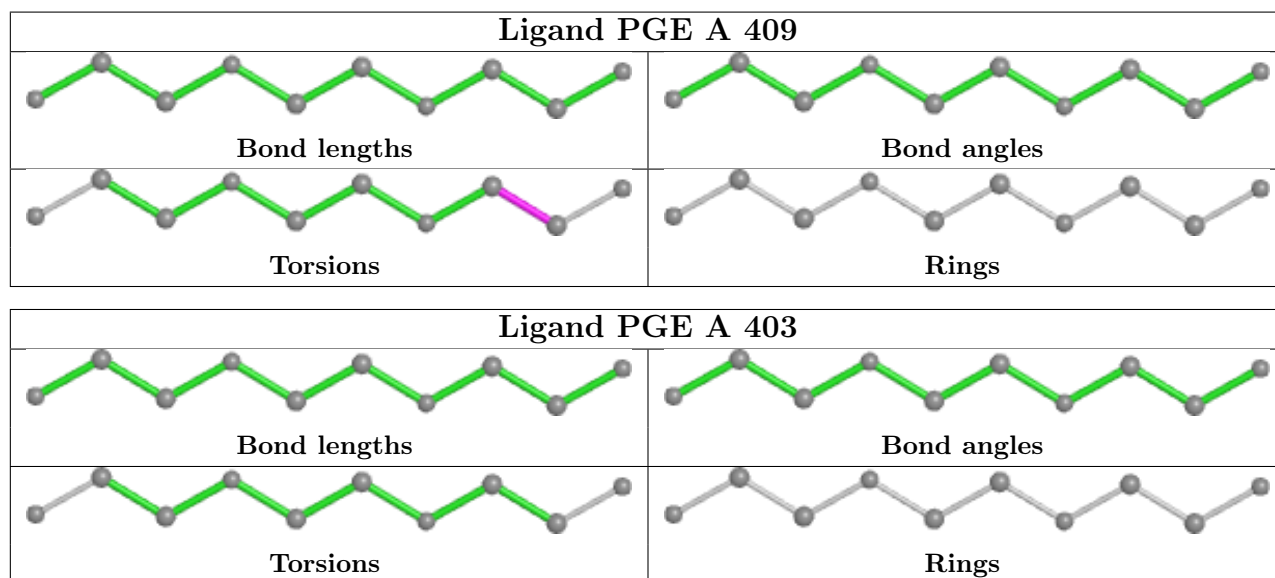 Ligand PGE A 409
Bond lengths
Bond angles
Torsions
Rings
Ligand PGE A 403
Bond lengths
Bond angles
Torsions
Rings